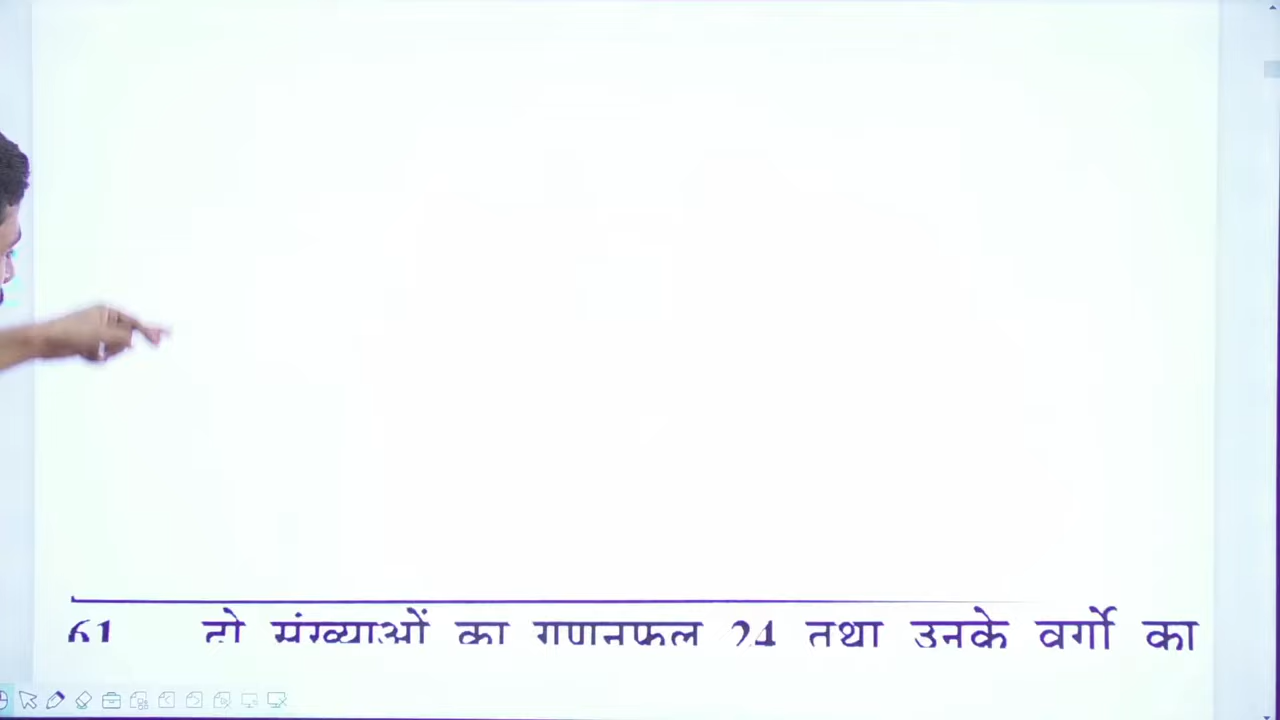 61 दो संख्याओं का गुणनफल 24 तथा उनके वर्गो का